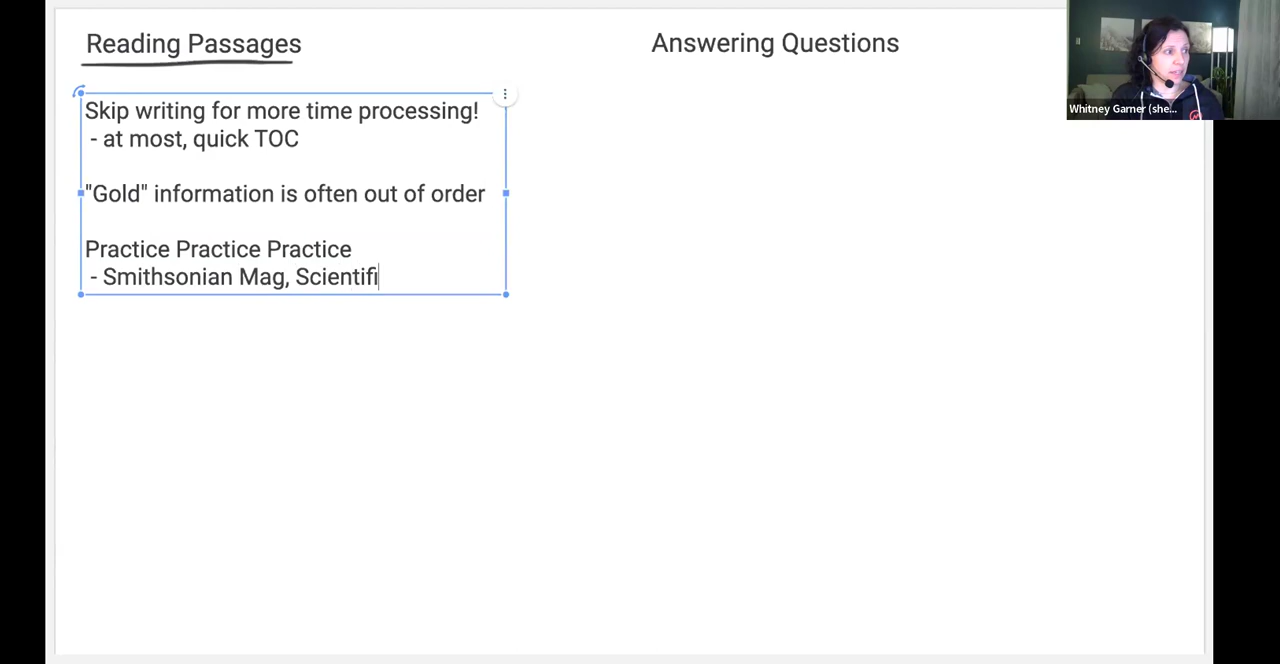 Reading Passages
Answering Questions
Skip writing for more time processing!
- at most, quick TOC
"Gold" information is often out of order
Practice Practice Practice
- Smithsonian Mag, Scientifi
Whitney Garner (she...